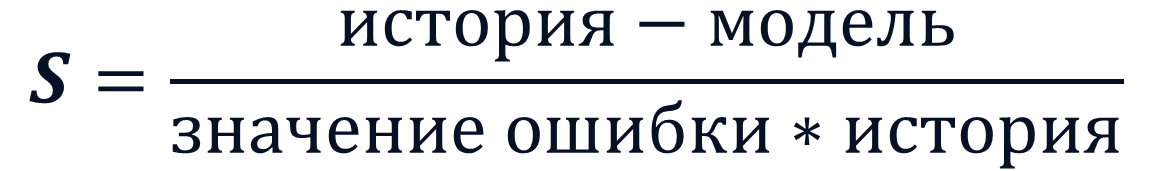 история − модель
S =
значение ошибки * история